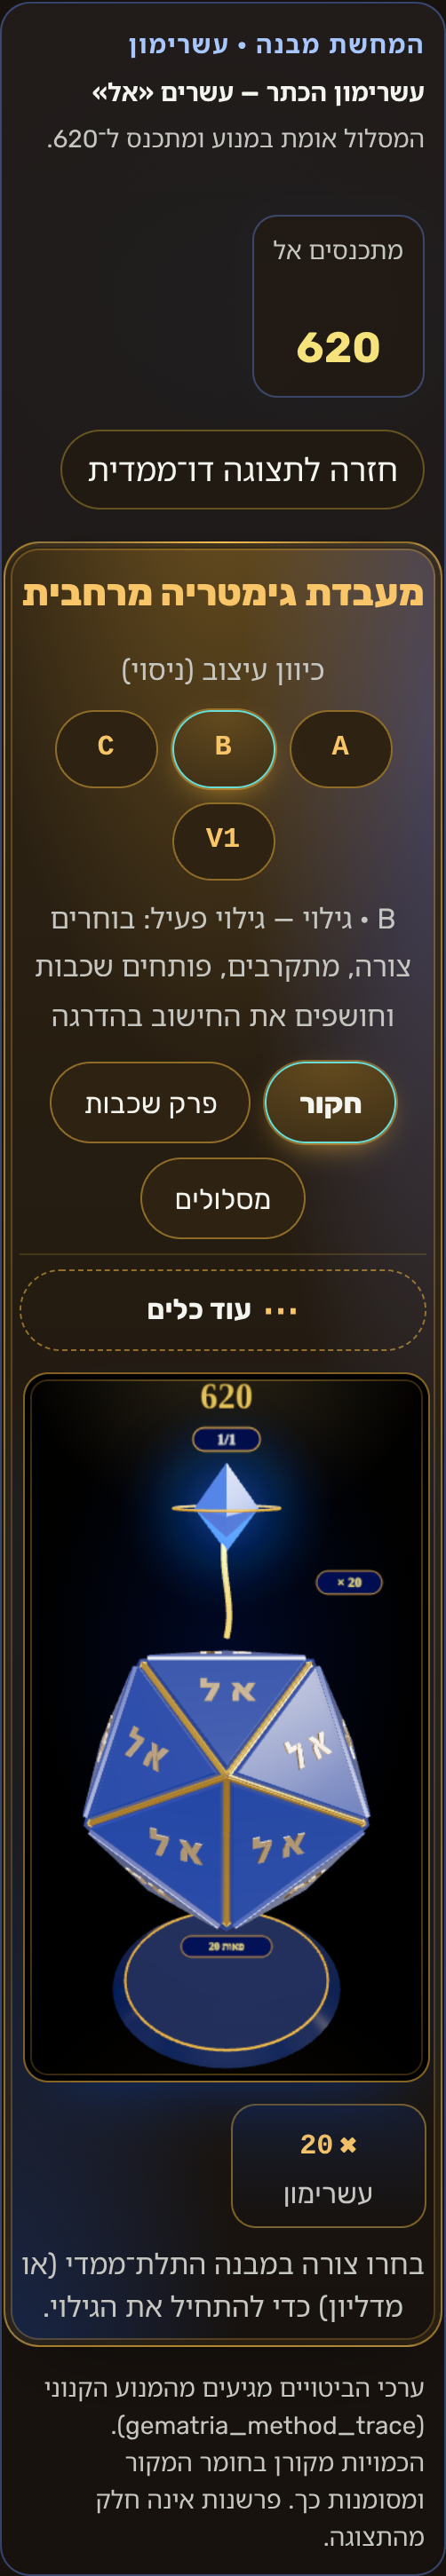 המחשת מבנה • עשרימון
עשרימון הכתר – עשרים «אל»
המסלול אומת במנוע ומתכנס ל־620.
מתכנסים אל
620
חזרה לתצוגה דו־ממדית
מעבדת גימטריה מרחבית
כיוון עיצוב (ניסוי)
A
B
C
V1
B • גילוי – גילוי פעיל: בוחרים
צורה, מתקרבים, פותחים שכבות
וחושפים את החישוב בהדרגה
חקור
פרק שכבות
מסלולים
••• עוד כלים
620
1/1
× 20
אל
אל
אל
אל
אל
20 פאות
20 ✖
עשרימון
בחרו צורה במבנה התלת־ממדי (או
מדליון) כדי להתחיל את הגילוי.
ערכי הביטויים מגיעים מהמנוע הקנוני
(gematria_method_trace).
הכמויות מקורן בחומר המקור
ומסומנות כך. פרשנות אינה חלק
מהתצוגה.